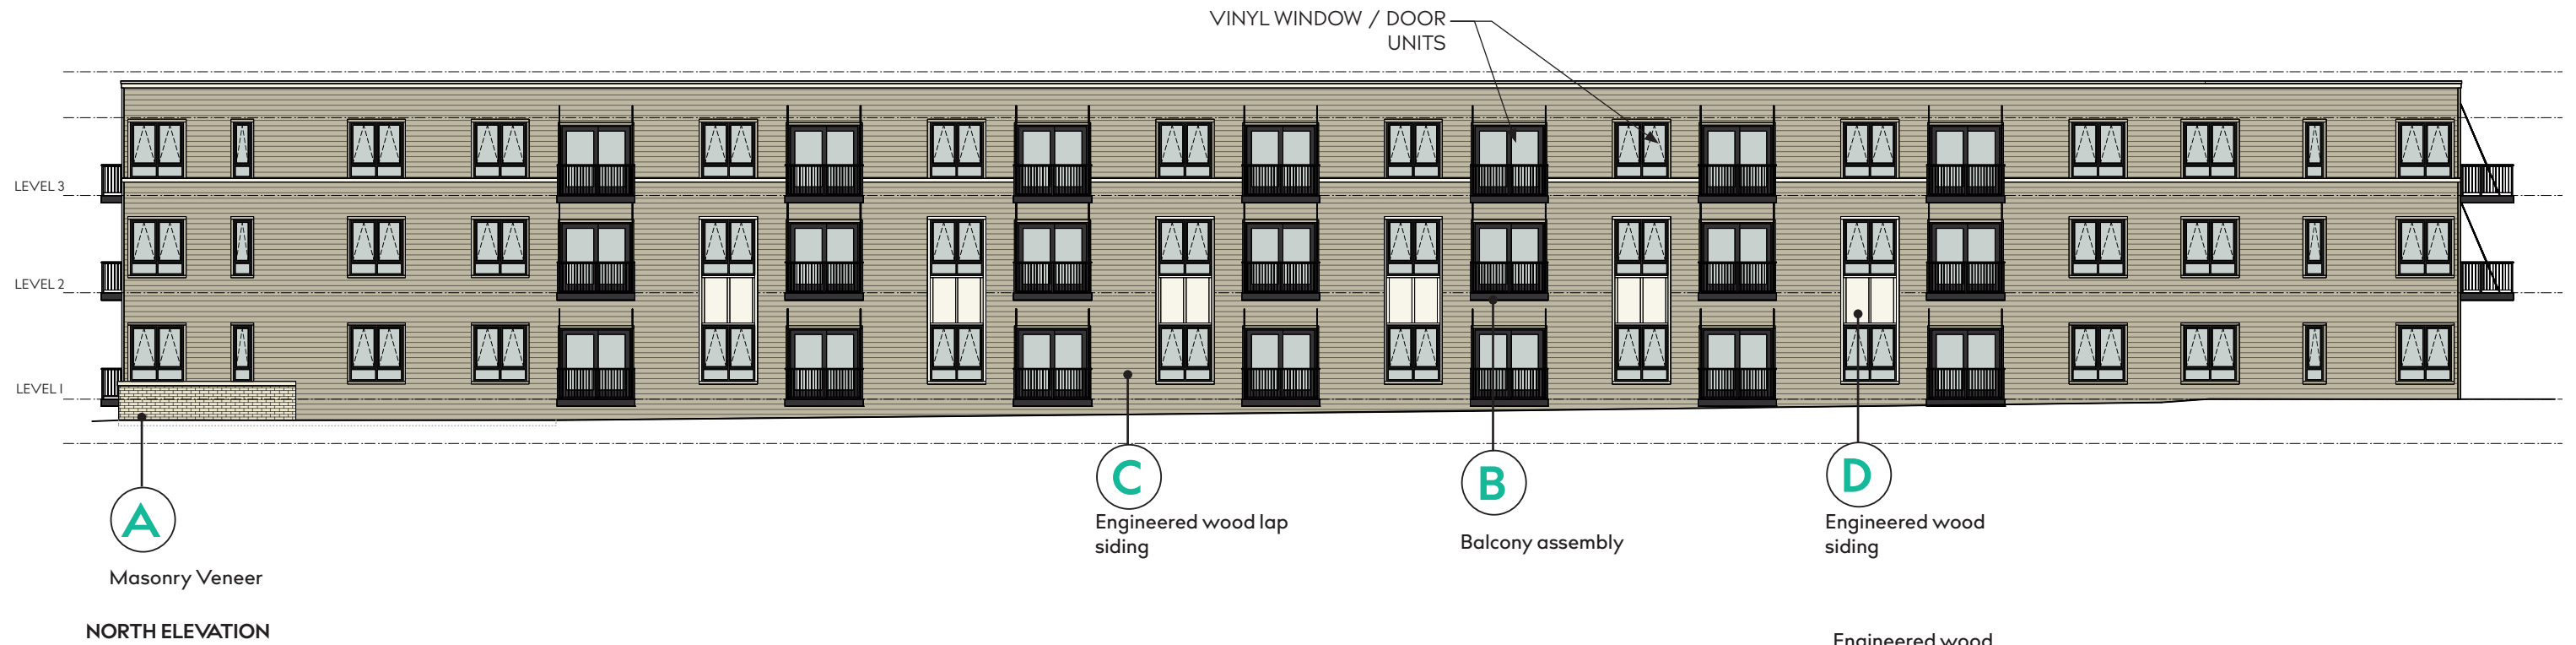 VINYL WINDOW / DOOR
UNITS
LEVEL 3
LEVEL 2
LEVEL 1
A
Masonry Veneer
C
Engineered wood lap
siding
B
Balcony assembly
D
Engineered wood
siding
NORTH ELEVATION
Engineered wood